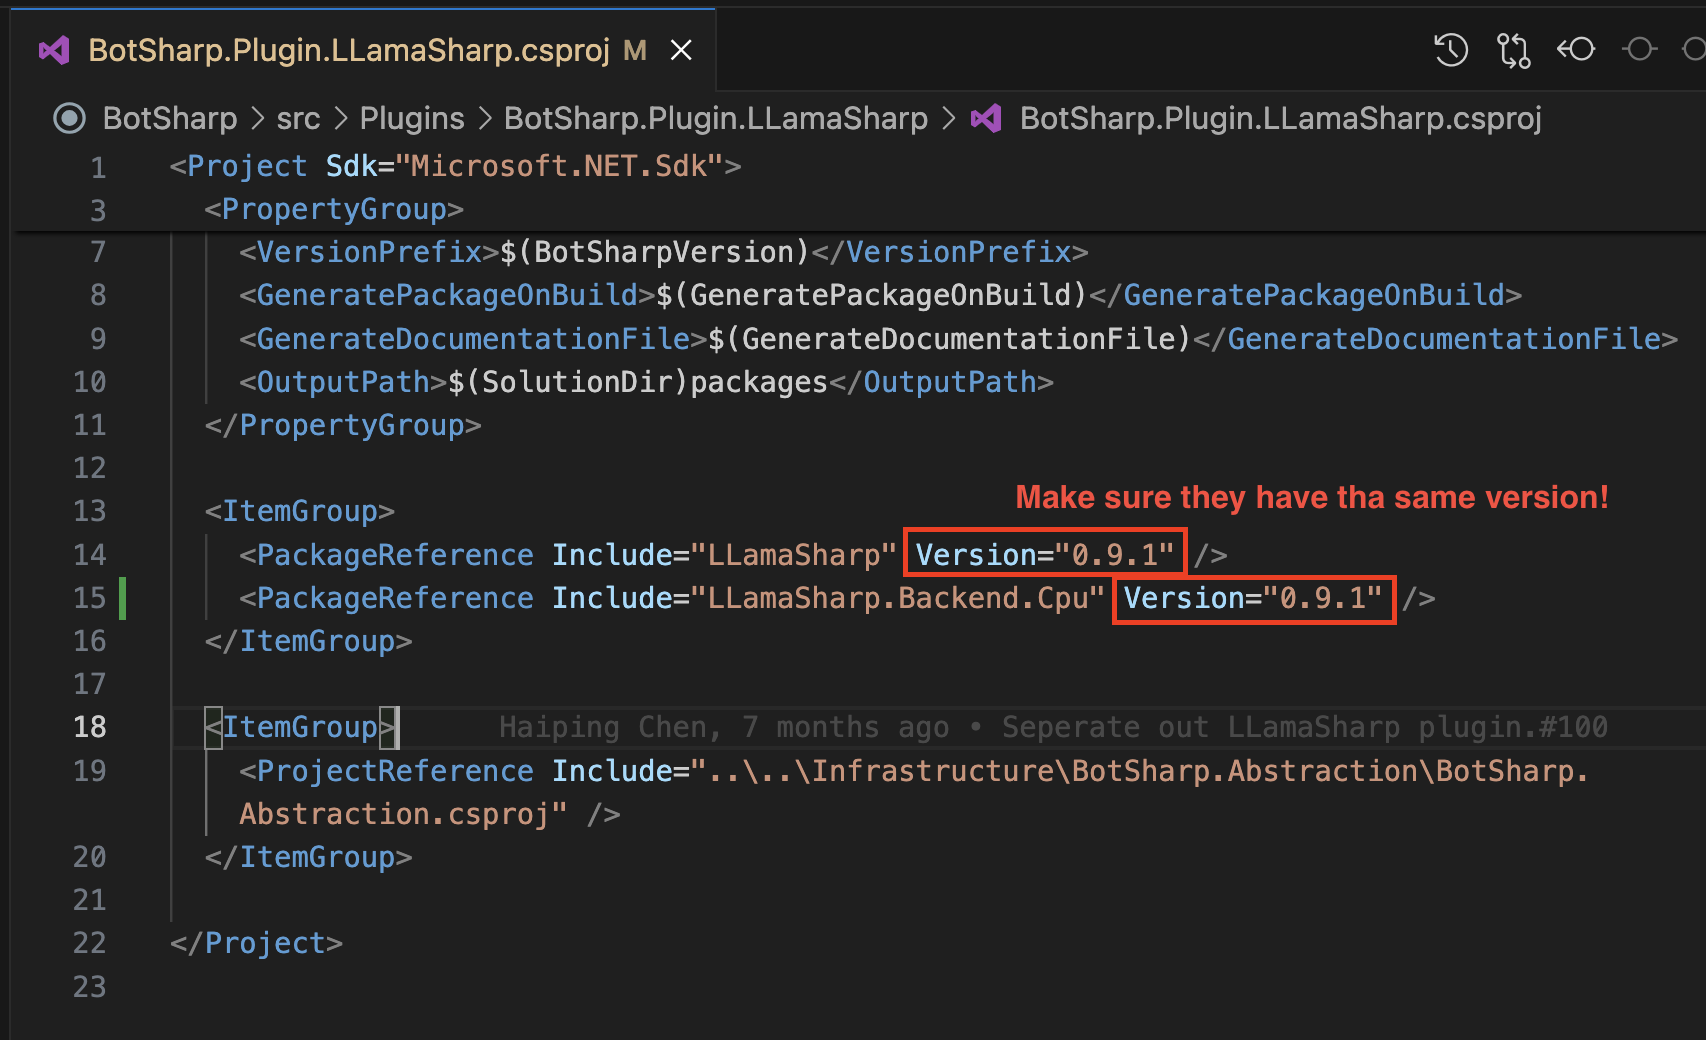 BotSharp.Plugin.LLamaSharp.csproj M
BotSharp > src > Plugins > BotSharp.Plugin.LLamaSharp > BotSharp.Plugin.LLamaSharp.csproj
1 <Project Sdk="Microsoft.NET.Sdk">
3 <PropertyGroup>
7 <VersionPrefix>$(BotSharpVersion)</VersionPrefix>
8 <GeneratePackageOnBuild>$(GeneratePackageOnBuild)</GeneratePackageOnBuild>
9 <GenerateDocumentationFile>$(GenerateDocumentationFile)</GenerateDocumentationFile>
10 <OutputPath>$(SolutionDir)packages</OutputPath>
11 </PropertyGroup>
12
Make sure they have tha same version!
13 <ItemGroup>
14 <PackageReference Include="LLamaSharp" Version="0.9.1" />
15 <PackageReference Include="LLamaSharp.Backend.Cpu" Version="0.9.1" />
16 </ItemGroup>
17
18 <ItemGroup> Haiping Chen, 7 months ago • Seperate out LLamaSharp plugin.#100
19 <ProjectReference Include="..\..\Infrastructure\BotSharp.Abstraction\BotSharp.
Abstraction.csproj" />
20 </ItemGroup>
21
22 </Project>
23